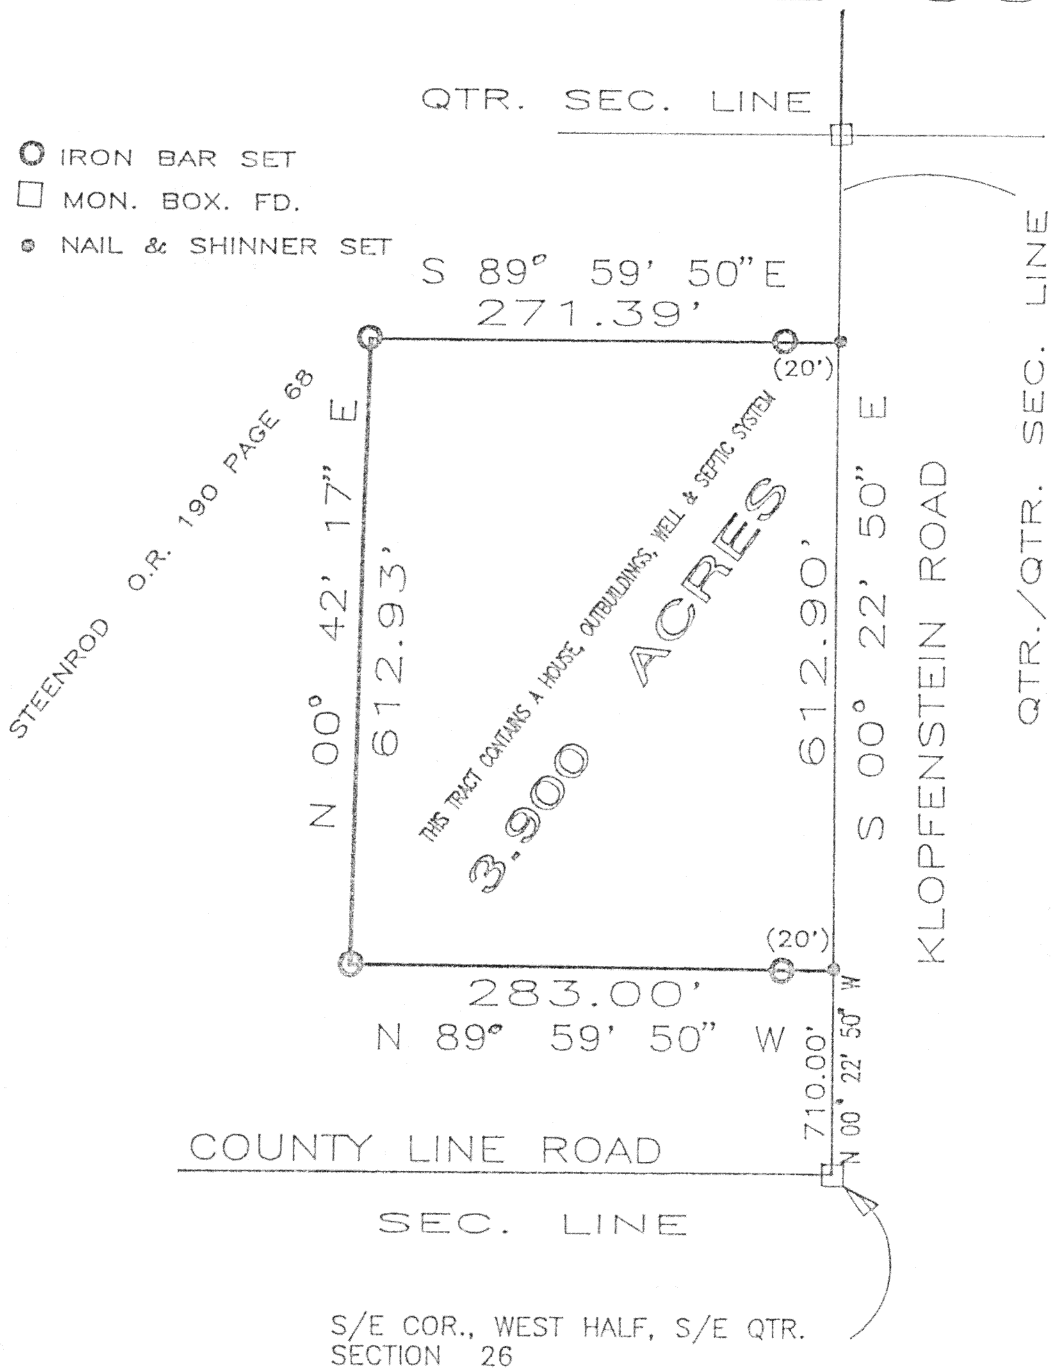 QTR. SEC. LINE
IRON BAR SET
MON. BOX. FD.
NAIL & SHINNER SET
S 89° 59' 50"E
271.39'
(20')
QTR./QTR. SEC. LINE
STEENROD O.R. 190 PAGE 68
N 00° 42' 17" E
612.93'
THIS TRACT CONTAINS A HOUSE, OUTBUILDINGS, WELL & SEPTIC SYSTEM
3.900 ACRES
612.90'
S 00° 22' 50" E
KLOPFENSTEIN ROAD
(20')
283.00'
N 89° 59' 50" W
710.00'
N 00° 22' 50" W
COUNTY LINE ROAD
SEC. LINE
S/E COR., WEST HALF, S/E QTR.
SECTION 26